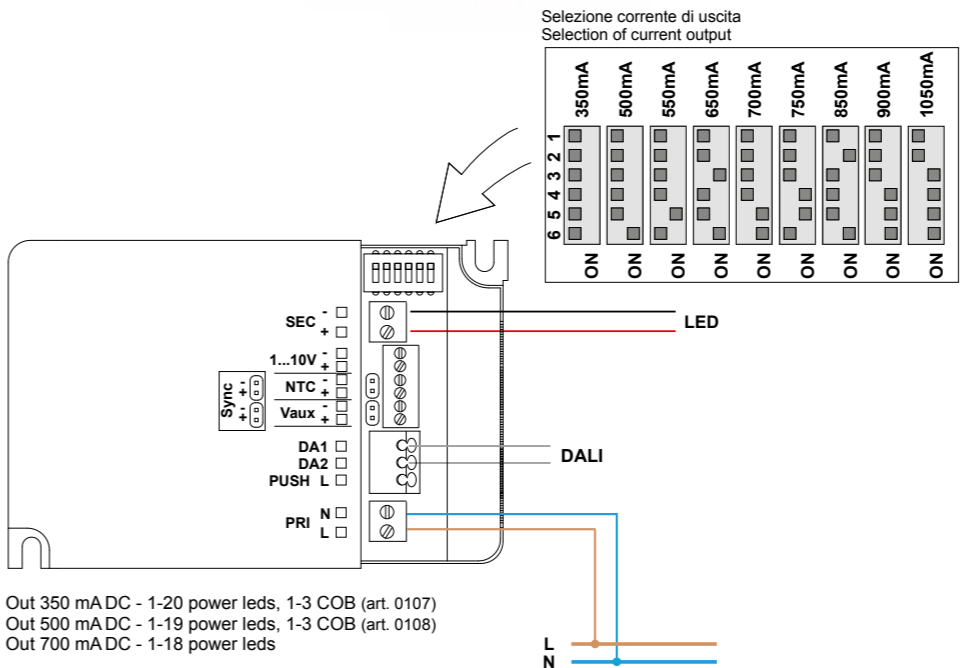 Selezione corrente di uscita
Selection of current output
350mA 500mA 550mA 650mA 700mA 750mA 850mA 900mA 1050mA
1
2
3
4
5
6
ON ON ON ON ON ON ON ON ON
SEC - +
LED
1...10V - +
NTC - +
Vaux - +
Sync + - + -
DA1
DA2
DALI
PUSH L
PRI N L
Out 350 mA DC - 1-20 power leds, 1-3 COB (art. 0107)
Out 500 mA DC - 1-19 power leds, 1-3 COB (art. 0108)
Out 700 mA DC - 1-18 power leds
L
N